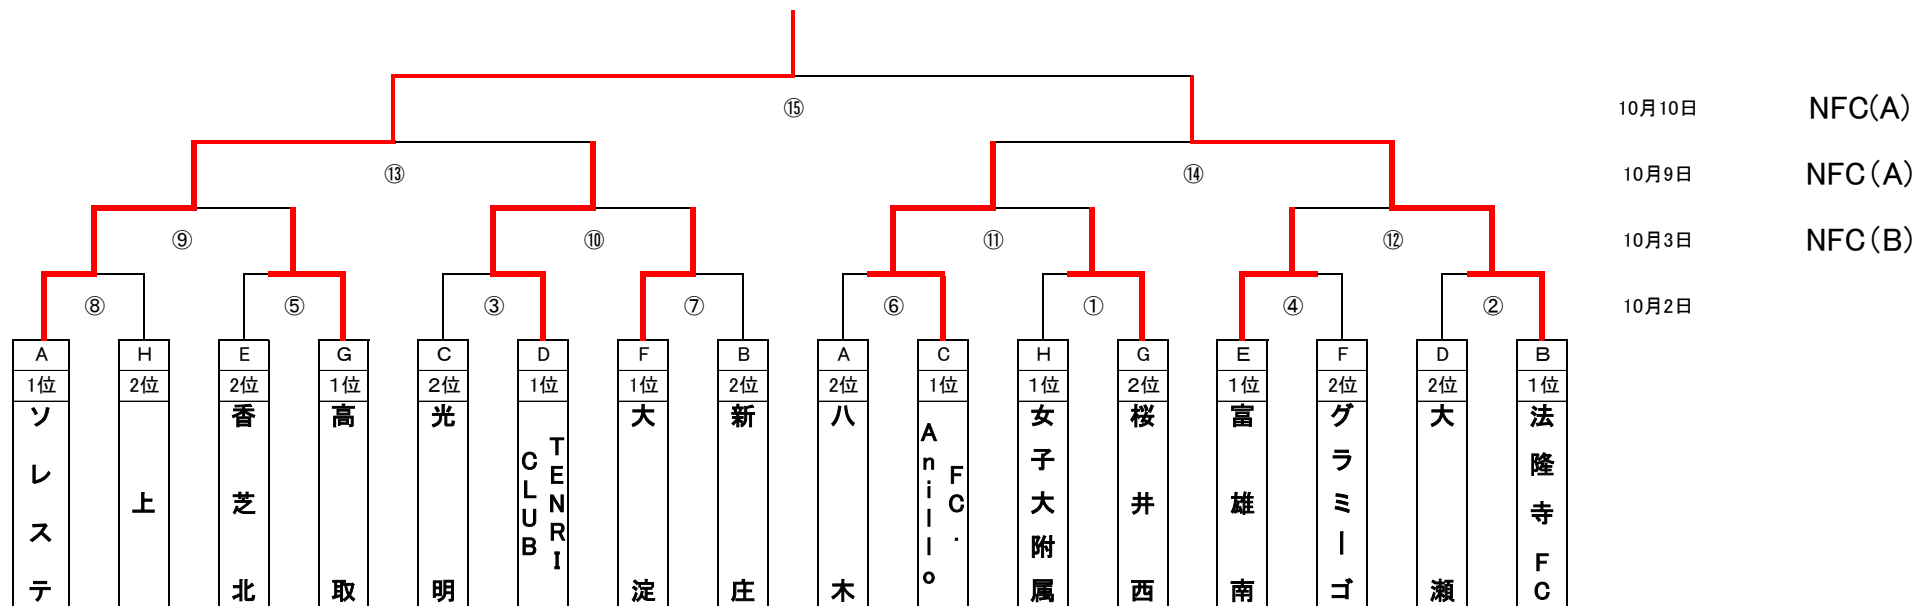 ⑮
10月10日 NFC(A)
⑬
⑭
10月9日 NFC(A)
⑨
⑩
⑪
⑫
10月3日 NFC(B)
⑧
⑤
③
⑦
⑥
①
④
②
10月2日
A
H
E
G
C
D
F
B
A
C
H
G
E
F
D
B
1位
2位
2位
1位
2位
1位
1位
2位
2位
1位
1位
2位
1位
2位
2位
1位
ソレステ
上
香芝北
高取
光明
TENRI
CLUB
大淀
新庄
八木
FC.
Anillo
女子大附属
桜井西
富雄南
グラミーゴ
大瀬
法隆寺FC